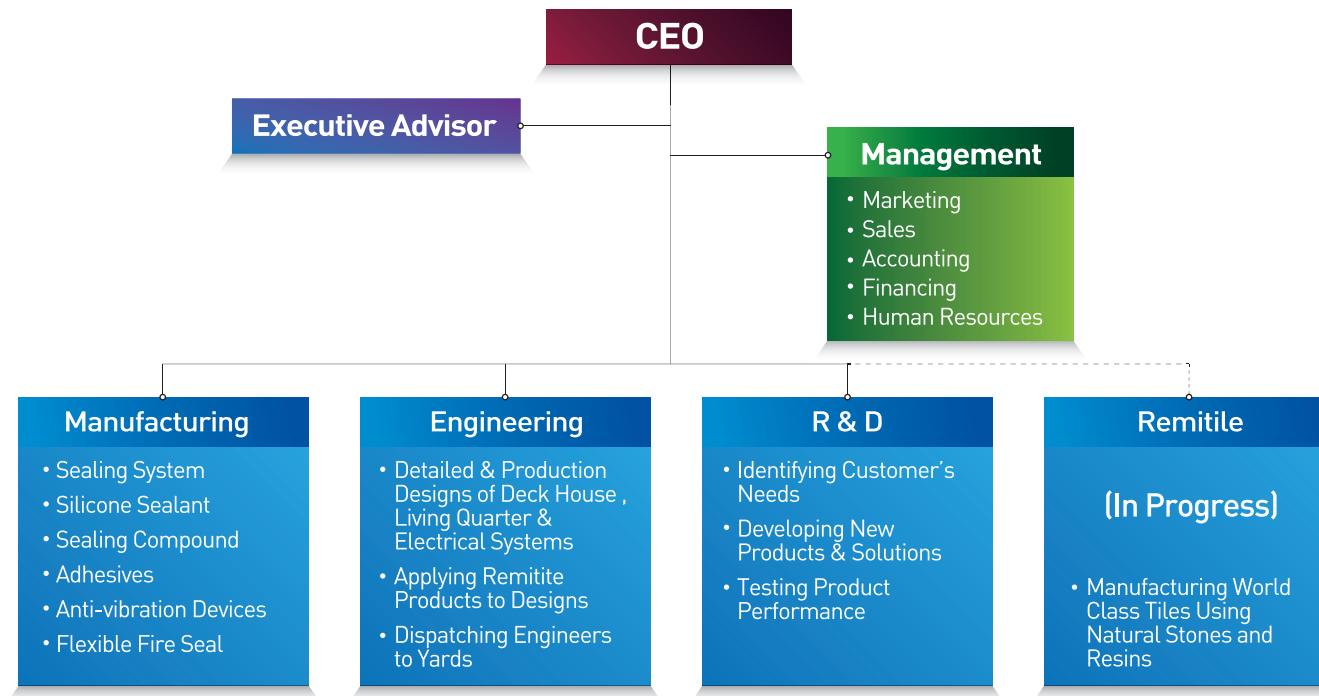 CEO
Executive Advisor
Management
• Marketing
• Sales
• Accounting
• Financing
• Human Resources
Manufacturing
• Sealing System
• Silicone Sealant
• Sealing Compound
• Adhesives
• Anti-vibration Devices
• Flexible Fire Seal
Engineering
• Detailed & Production
Designs of Deck House ,
Living Quarter &
Electrical Systems
• Applying Remitite
Products to Designs
• Dispatching Engineers
to Yards
R & D
• Identifying Customer’s
Needs
• Developing New
Products & Solutions
• Testing Product
Performance
Remitile
(In Progress)
• Manufacturing World
Class Tiles Using
Natural Stones and
Resins